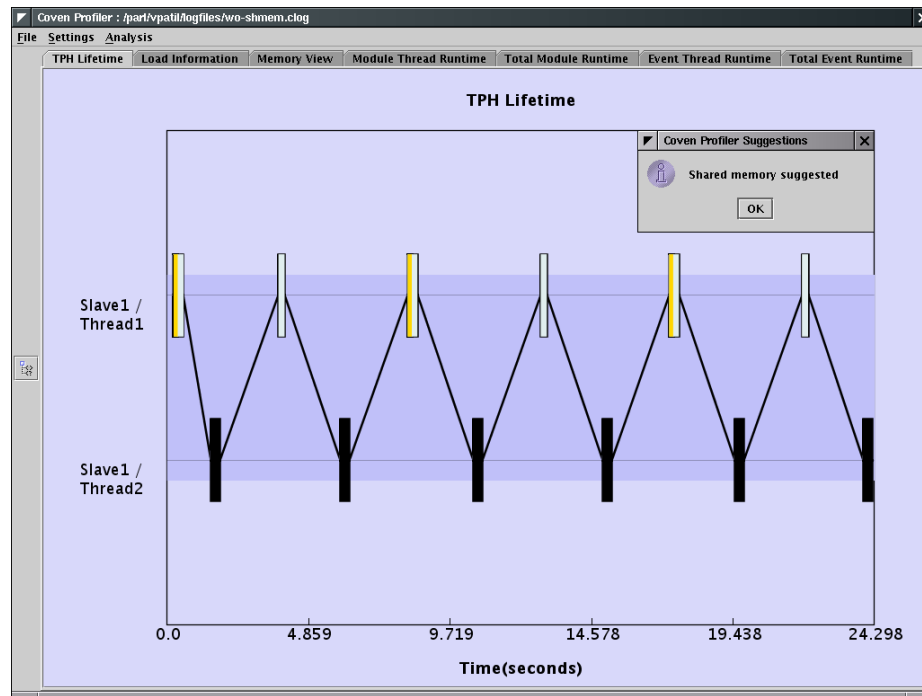 Coven Profiler : /parl/vpatil/logfiles/wo-shmem.clog
File Settings Analysis
TPH Lifetime Load Information Memory View Module Thread Runtime Total Module Runtime Event Thread Runtime Total Event Runtime
TPH Lifetime
Coven Profiler Suggestions
Shared memory suggested
OK
Slave1 /
Thread1
Slave1 /
Thread2
0.0 4.859 9.719 14.578 19.438 24.298
Time(seconds)